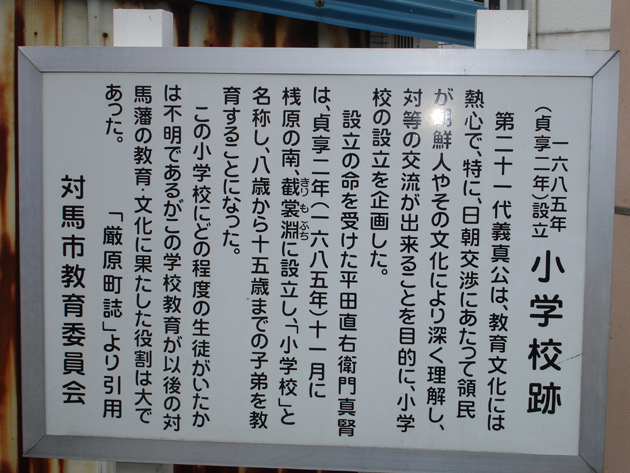 一六八五年
(貞享二年)設立
小学校跡
第二十一代義真公は、教育文化には
熱心で、特に、日朝交渉にあたって領民
が朝鮮人やその文化により深く理解し、
対等の交流が出来ることを目的に、小学
校の設立を企画した。
設立の命を受けた平田直右衛門真賢
は、貞享二年(一六八五年)十一月に
桟原の南、截裳淵に設立し、「小学校」と
きりもぶち
名称し、八歳から十五歳までの子弟を教
育することになった。
この小学校にどの程度の生徒がいたか
は不明であるがこの学校教育が以後の対
馬藩の教育・文化に果たした役割は大で
あった。
「厳原町誌」より引用
対馬市教育委員会